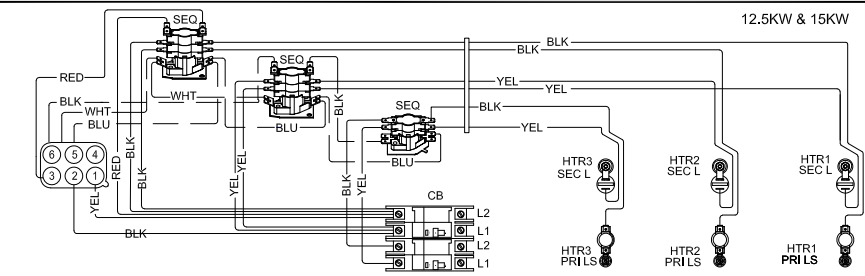 12.5KW & 15KW
SEQ
BLK
BLK
RED
SEQ
YEL
YEL
BLK
WHT
WHT
BLK
SEQ
BLK
BLU
BLU
YEL
BLU
6 5 4
3 2 1
RED
BLK
BLK
YEL
YEL
YEL
BLK
YEL
BLK
CB
L2
L1
L2
L1
HTR3
SEC L
HTR2
SEC L
HTR1
SEC L
HTR3
PRI LS
HTR2
PRI LS
HTR1
PRI LS